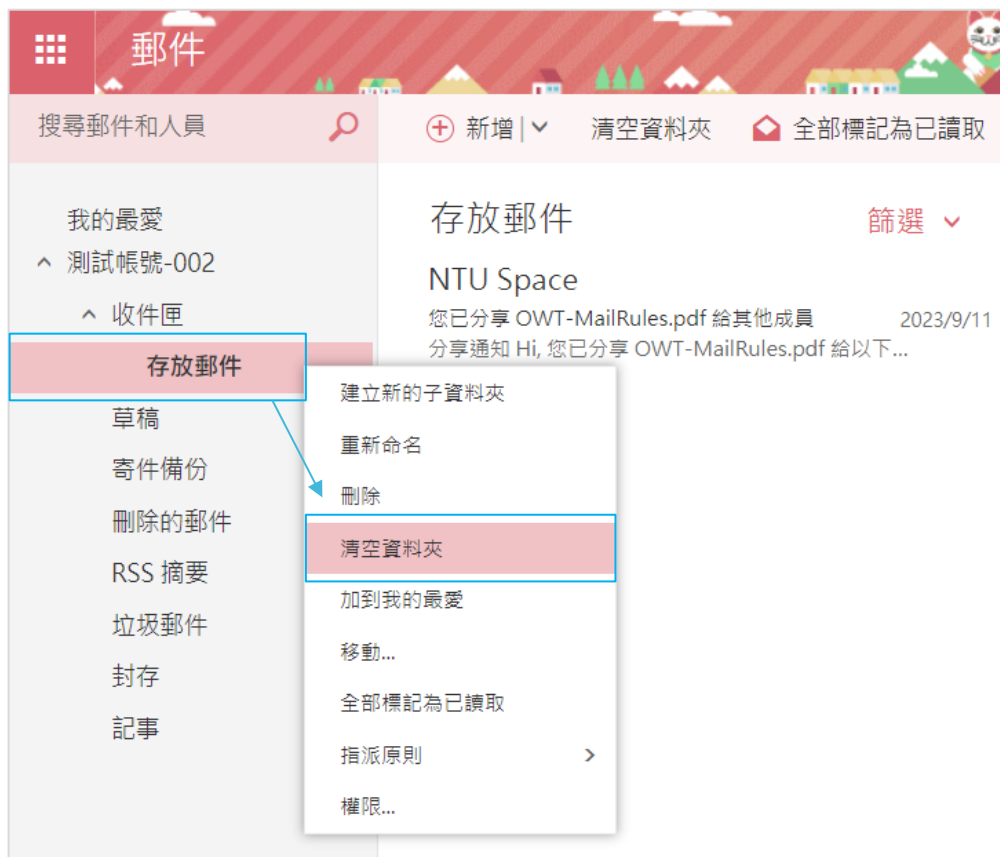 郵件
搜尋郵件和人員
新增
清空資料夾
全部標記為已讀取
我的最愛
測試帳號-002
收件匣
存放郵件
草稿
寄件備份
刪除的郵件
RSS 摘要
垃圾郵件
封存
記事
存放郵件
篩選
NTU Space
您已分享 OWT-MailRules.pdf 給其他成員 2023/9/11
分享通知 Hi, 您已分享 OWT-MailRules.pdf 給以下...
建立新的子資料夾
重新命名
刪除
清空資料夾
加到我的最愛
移動...
全部標記為已讀取
指派原則
權限...